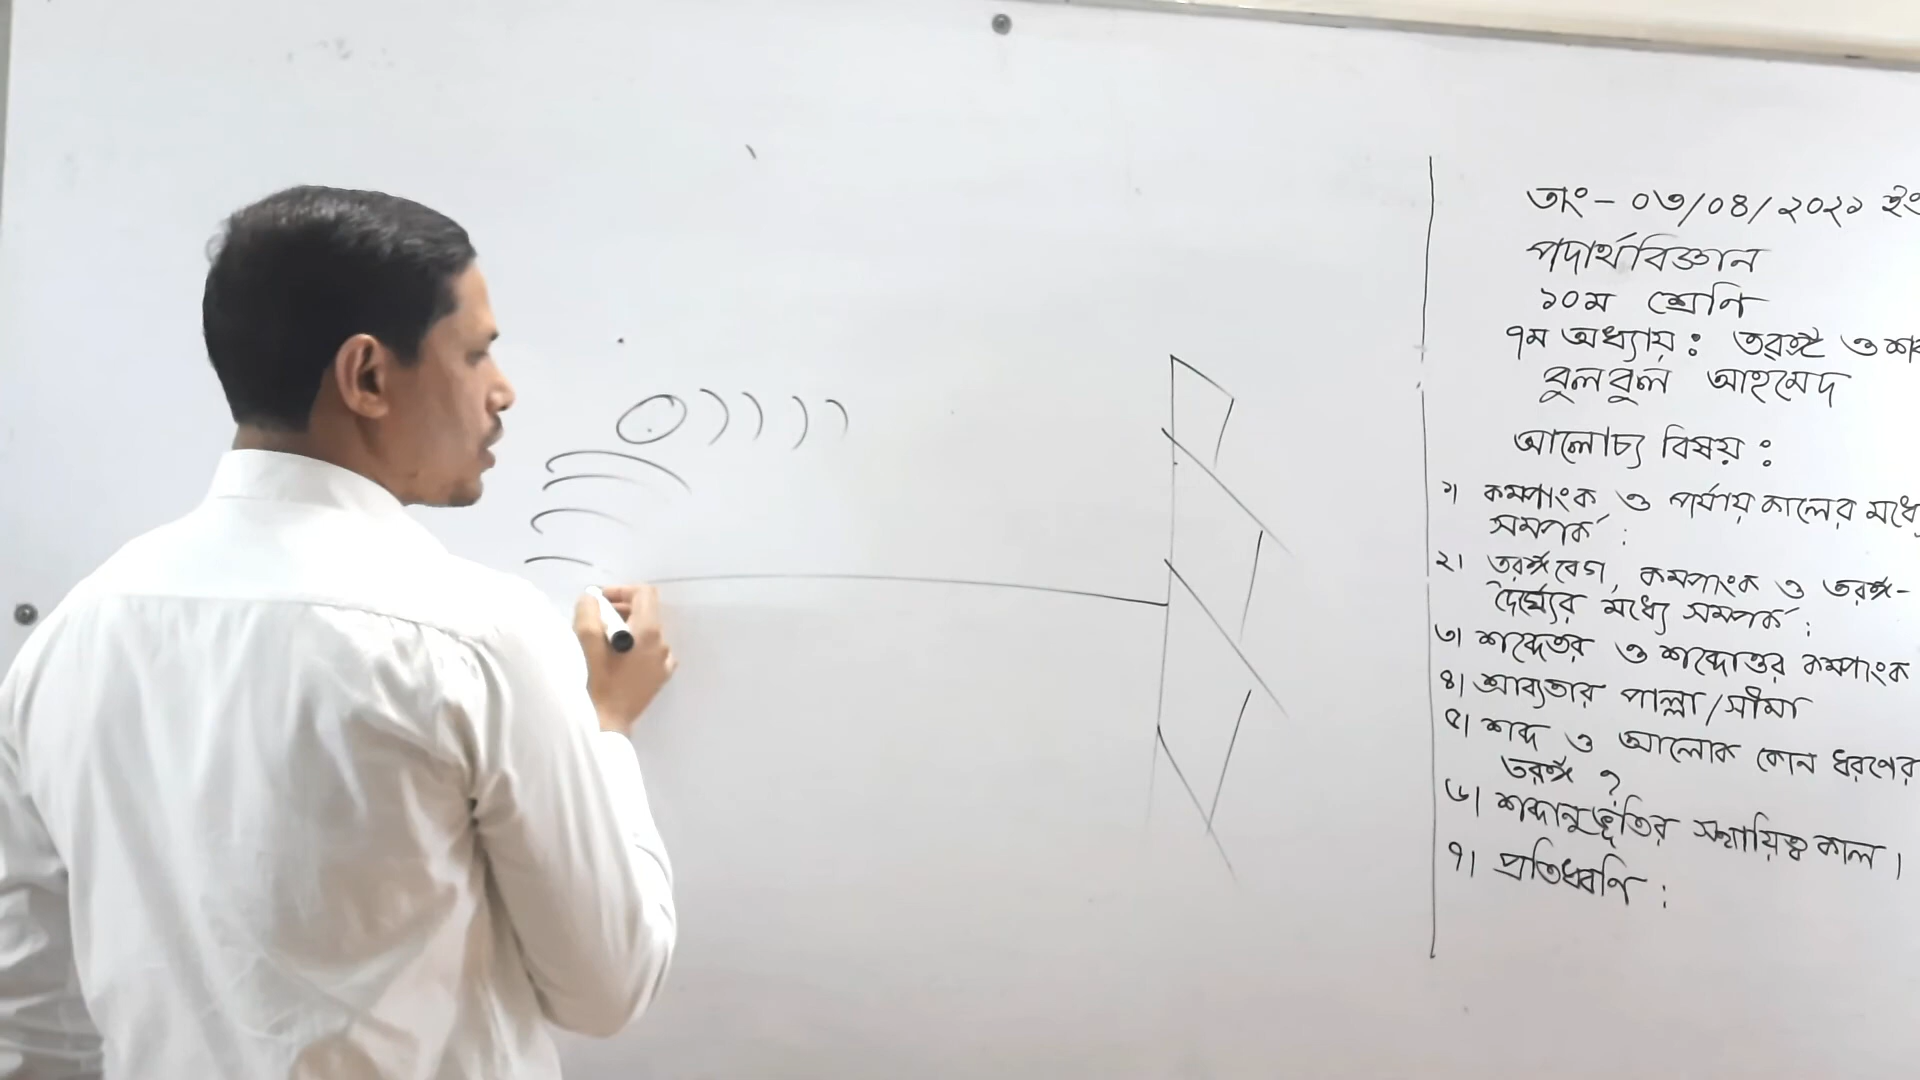 তাং - ০৩/০৪/২০২১ ইং
পদার্থবিজ্ঞান
১০ম শ্রেণি
৭ম অধ্যায় : তরঙ্গ ও
বুলবুল আহমেদ
আলোচ্য বিষয় :
১। কম্পাংক ও পর্যায়কালের মধ্যে
সম্পর্ক :
২। তরঙ্গবেগ, কম্পাংক ও তরঙ্গ-
দৈর্ঘ্যের মধ্যে সম্পর্ক :
৩। শব্দেতর ও শব্দোত্তর কম্পাংক
৪। শ্রাব্যতার পাল্লা/সীমা
৫। শব্দ ও আলোক কোন ধরণের
তরঙ্গ ?
৬। শব্দানুভূতির স্থায়িত্বকাল।
৭। প্রতিধ্বণি :